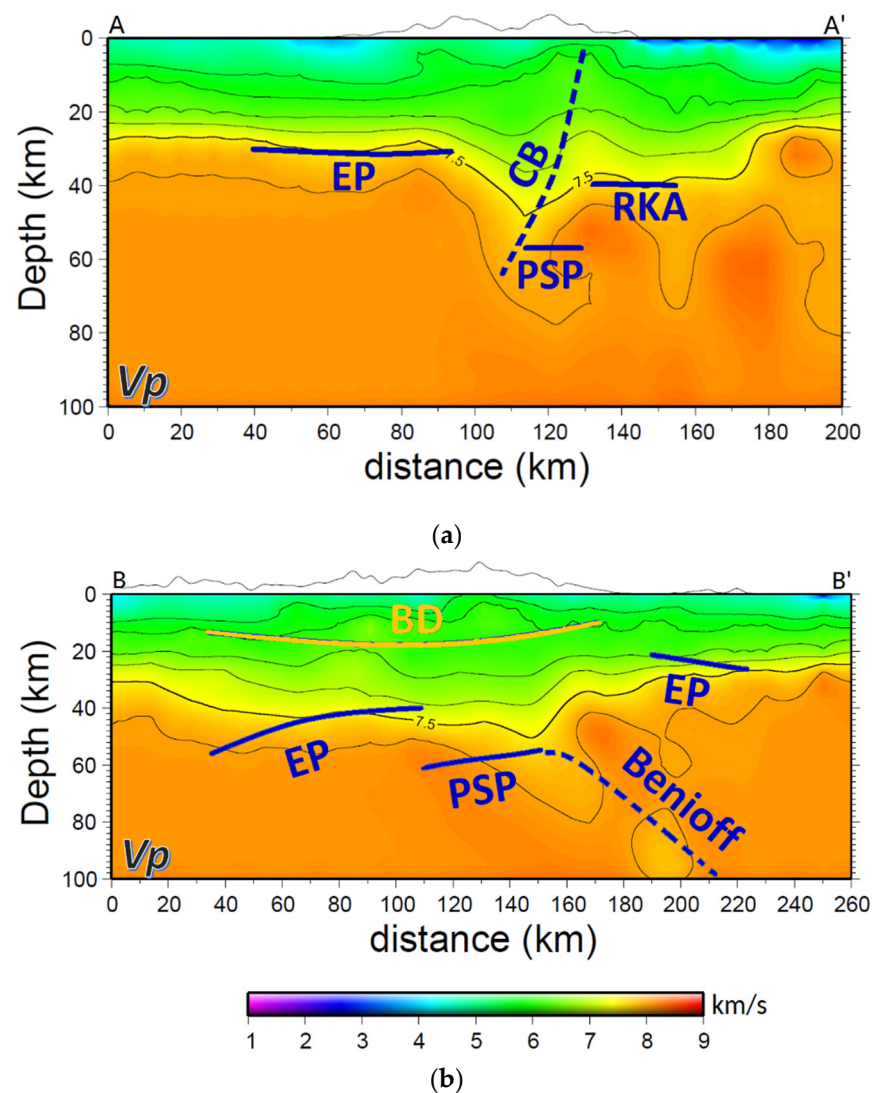 A A'
0
20
40
60
80
100
Depth (km)
7.5 7.5
EP
CB
RKA
PSP
Vp
0 20 40 60 80 100 120 140 160 180 200
distance (km)
(a)
B B'
0
20
40
60
80
100
Depth (km)
BD
EP
7.5
EP
PSP
Benioff
Vp
0 20 40 60 80 100 120 140 160 180 200 220 240 260
distance (km)
km/s
1 2 3 4 5 6 7 8 9
(b)